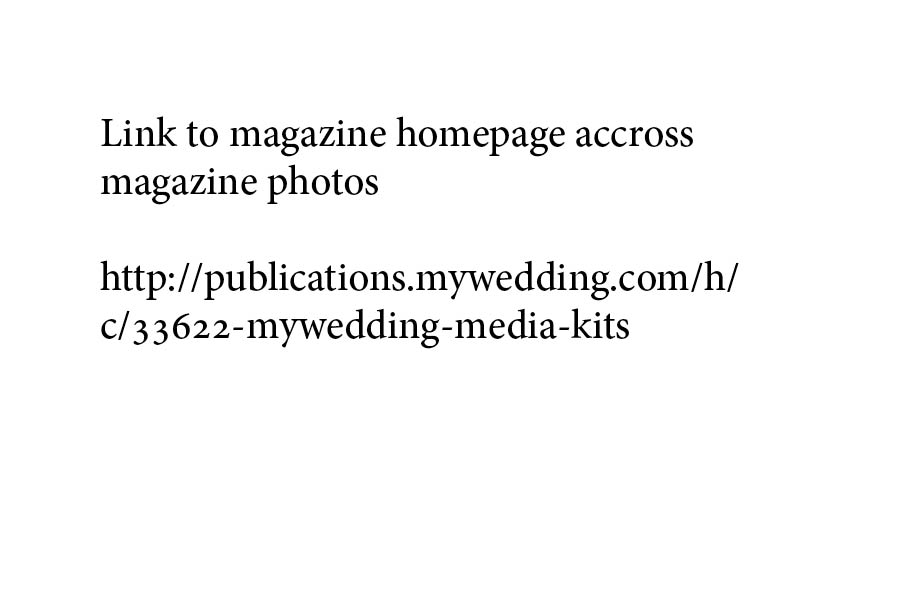 Link to magazine homepage accross
magazine photos
http://publications.mywedding.com/h/
c/33622-mywedding-media-kits